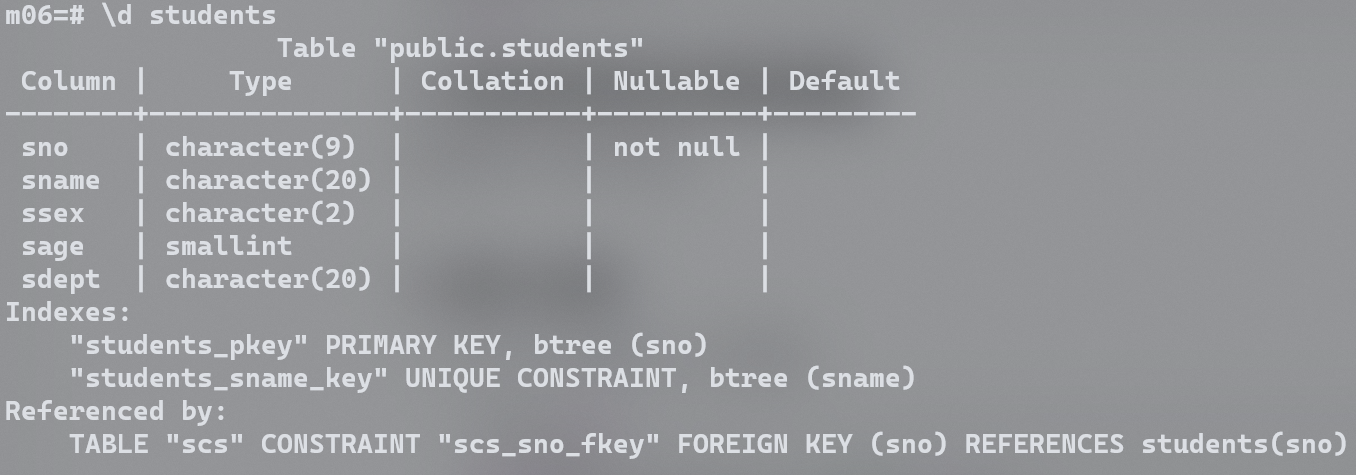 m06=# \d students
                 Table "public.students"
 Column |     Type      | Collation | Nullable | Default
--------+---------------+-----------+----------+---------
 sno    | character(9)  |           | not null |
 sname  | character(20) |           |          |
 ssex   | character(2)  |           |          |
 sage   | smallint      |           |          |
 sdept  | character(20) |           |          |
Indexes:
    "students_pkey" PRIMARY KEY, btree (sno)
    "students_sname_key" UNIQUE CONSTRAINT, btree (sname)
Referenced by:
    TABLE "scs" CONSTRAINT "scs_sno_fkey" FOREIGN KEY (sno) REFERENCES students(sno)